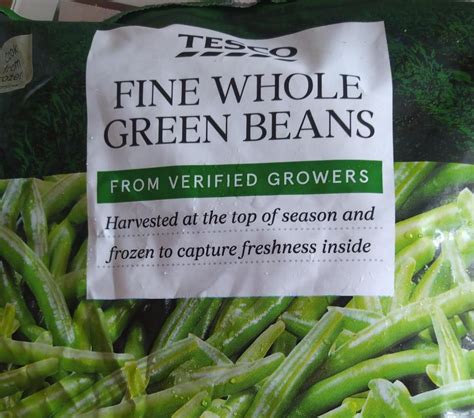 TESCO
FINE WHOLE
GREEN BEANS
FROM VERIFIED GROWERS
Harvested at the top of season and
frozen to capture freshness inside
from